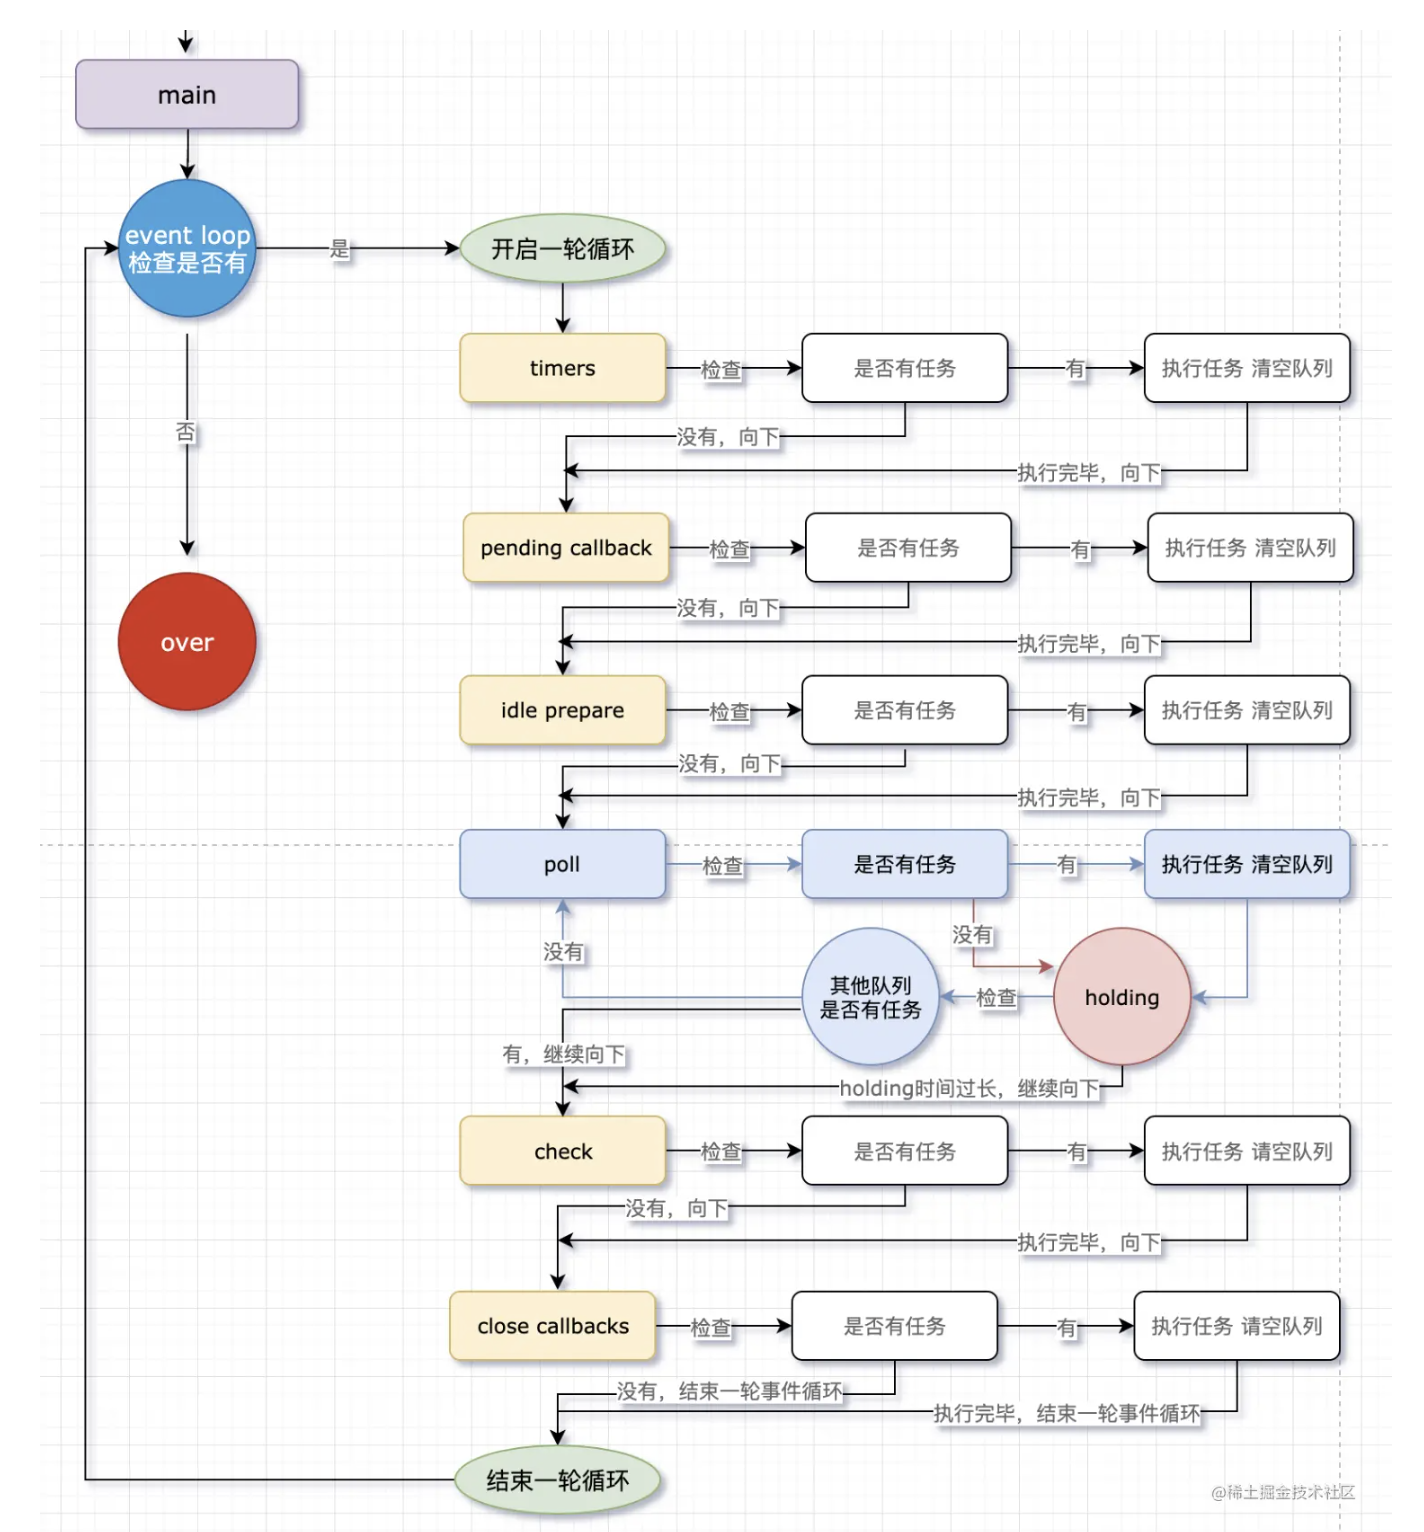 main
event loop
检查是否有
是
开启一轮循环
timers
检查
是否有任务
有
执行任务 清空队列
否
没有，向下
执行完毕，向下
pending callback
检查
是否有任务
有
执行任务 清空队列
没有，向下
执行完毕，向下
over
idle prepare
检查
是否有任务
有
执行任务 清空队列
没有，向下
执行完毕，向下
poll
检查
是否有任务
有
执行任务 清空队列
没有
没有
其他队列
是否有任务
检查
holding
有，继续向下
holding时间过长，继续向下
check
检查
是否有任务
有
执行任务 请空队列
没有，向下
执行完毕，向下
close callbacks
检查
是否有任务
有
执行任务 请空队列
没有，结束一轮事件循环
执行完毕，结束一轮事件循环
结束一轮循环
@稀土掘金技术社区